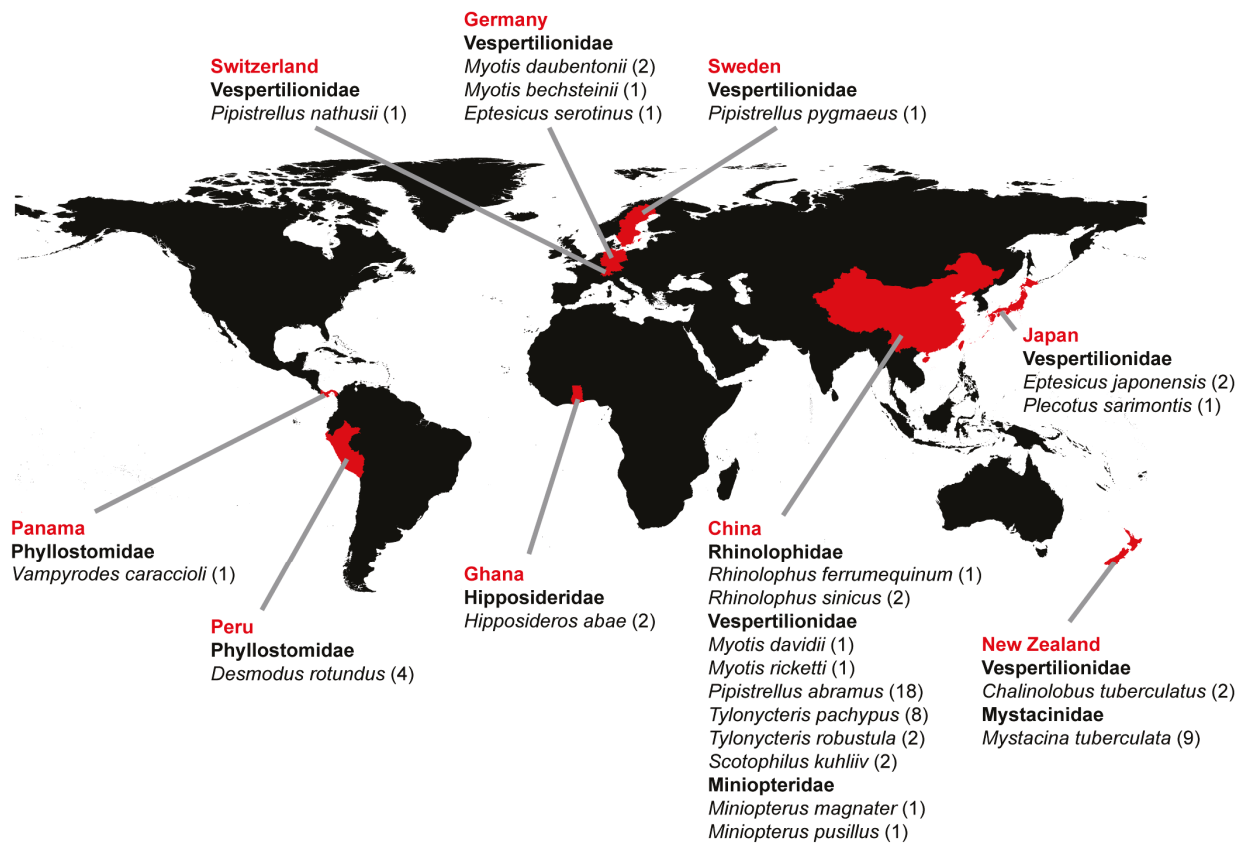 Germany
Vespertilionidae
Myotis daubentonii (2)
Myotis bechsteinii (1)
Eptesicus serotinus (1)
Switzerland
Vespertilionidae
Pipistrellus nathusii (1)
Sweden
Vespertilionidae
Pipistrellus pygmaeus (1)
Japan
Vespertilionidae
Eptesicus japonensis (2)
Plecotus sarimontis (1)
Panama
Phyllostomidae
Vampyrodes caraccioli (1)
Peru
Phyllostomidae
Desmodus rotundus (4)
Ghana
Hipposideridae
Hipposideros abae (2)
China
Rhinolophidae
Rhinolophus ferrumequinum (1)
Rhinolophus sinicus (2)
Vespertilionidae
Myotis davidii (1)
Myotis ricketti (1)
Pipistrellus abramus (18)
Tylonycteris pachypus (8)
Tylonycteris robustula (2)
Scotophilus kuhliiv (2)
Miniopteridae
Miniopterus magnater (1)
Miniopterus pusillus (1)
New Zealand
Vespertilionidae
Chalinolobus tuberculatus (2)
Mystacinidae
Mystacina tuberculata (9)